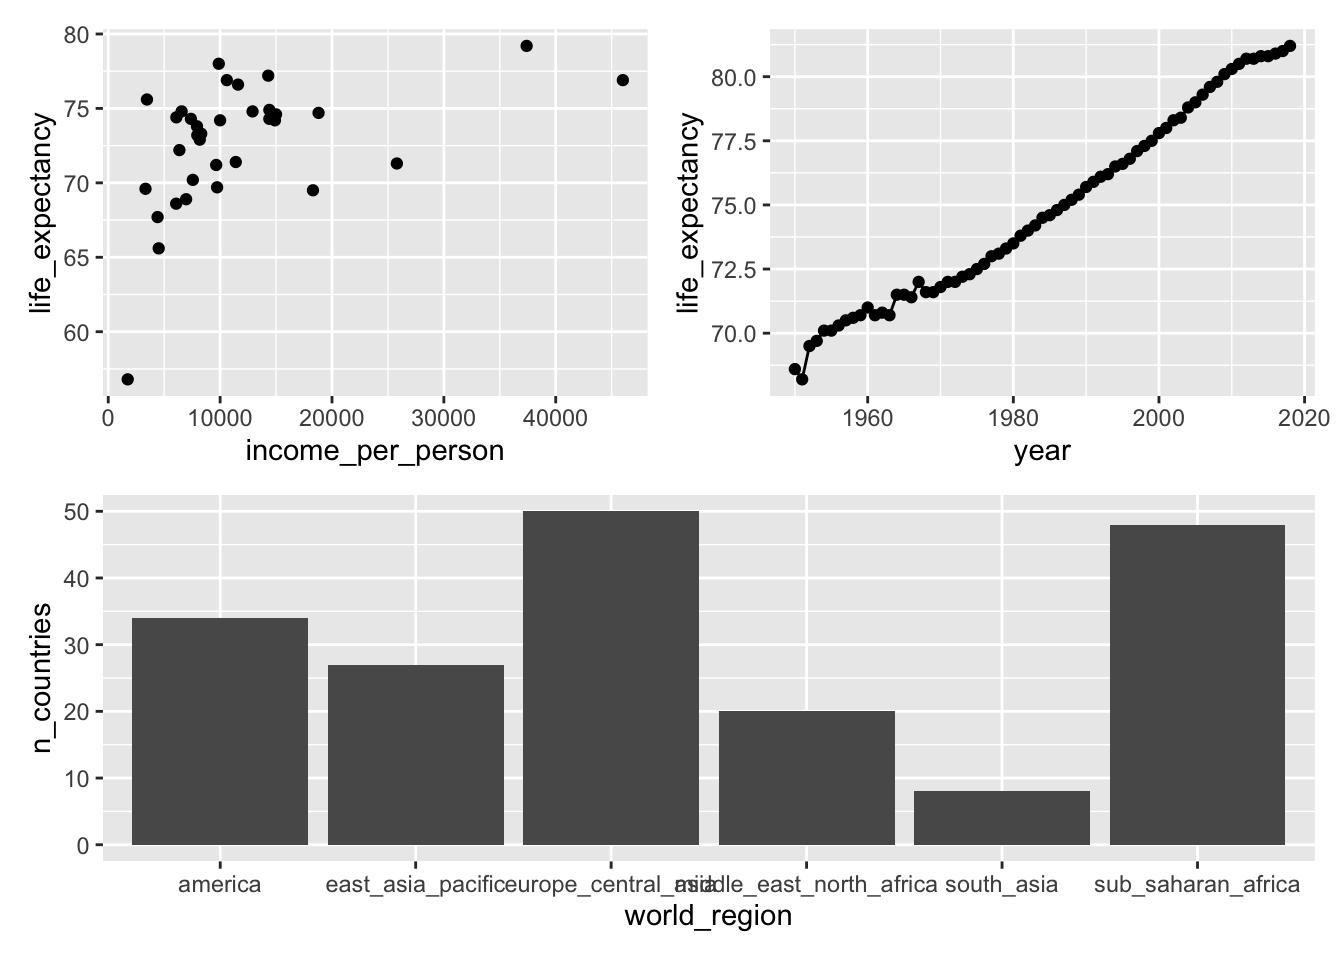 80
75
70
65
60
life_expectancy
0 10000 20000 30000 40000
income_per_person
80.0
77.5
75.0
72.5
70.0
life_expectancy
1960 1980 2000 2020
year
50
40
30
20
10
0
n_countries
america east_asia_pacific europe_central_asia middle_east_north_africa south_asia sub_saharan_africa
world_region